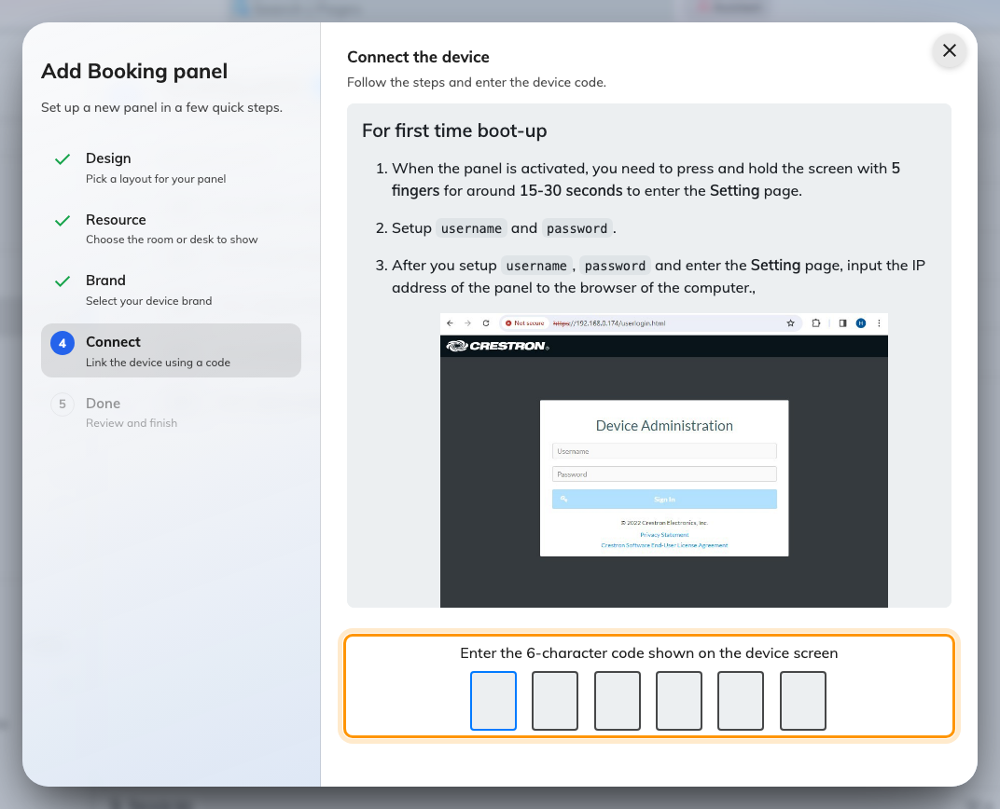 Add Booking panel
Set up a new panel in a few quick steps.
Design
Pick a layout for your panel
Resource
Choose the room or desk to show
Brand
Select your device brand
4
Connect
Link the device using a code
5
Done
Review and finish
Connect the device
Follow the steps and enter the device code.
For first time boot-up
1. When the panel is activated, you need to press and hold the screen with 5
fingers for around 15-30 seconds to enter the Setting page.
2. Setup username and password.
3. After you setup username, password and enter the Setting page, input the IP
address of the panel to the browser of the computer.,
Not secure https://192.168.0.174/userlogin.html
H
CRESTRON®
Device Administration
Username
Password
Sign In
© 2022 Crestron Electronics, Inc.
Privacy Statement
Crestron Software End-User License Agreement
Enter the 6-character code shown on the device screen